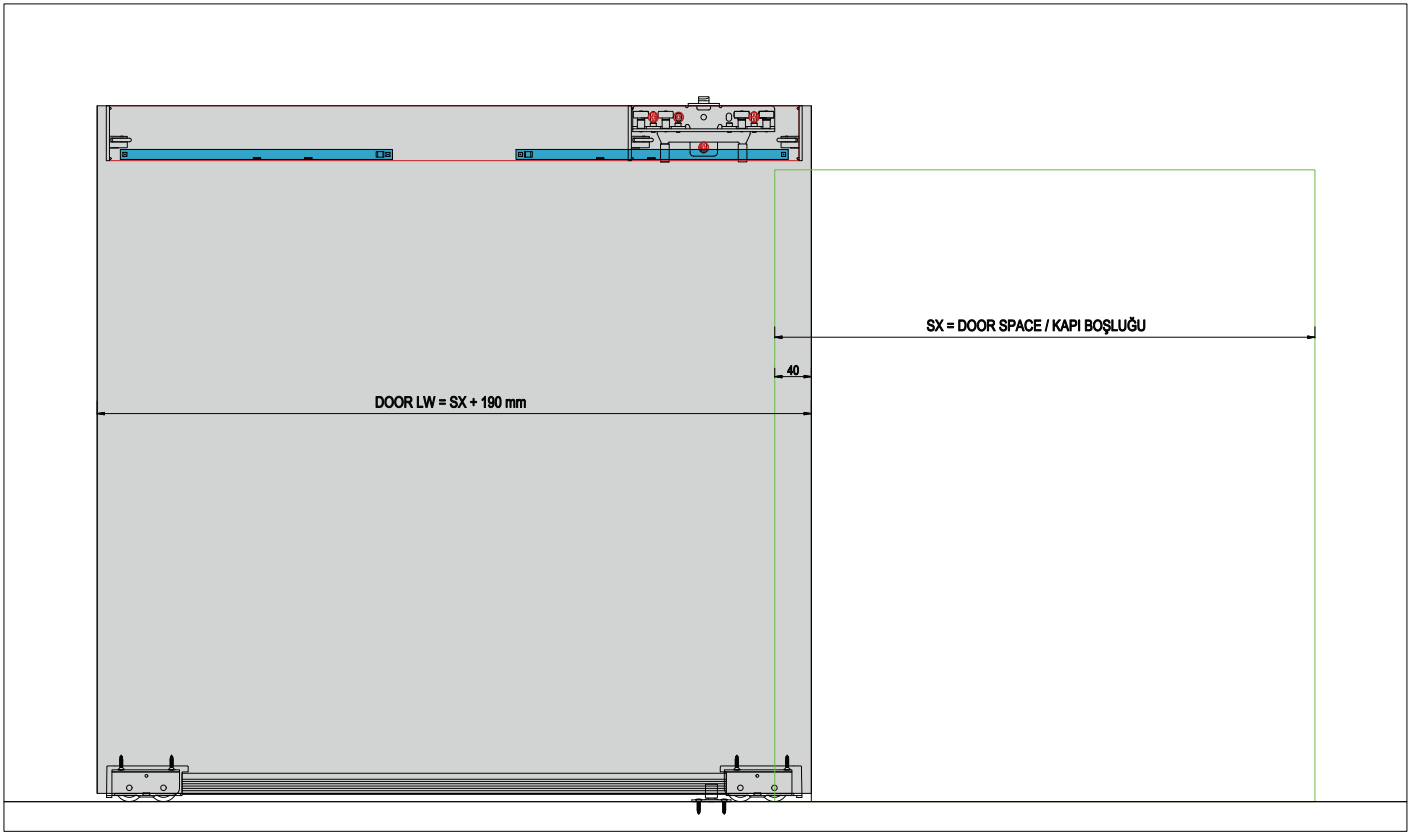 SX = DOOR SPACE / KAPI BOŞLUĞU
40
DOOR LW = SX + 190 mm